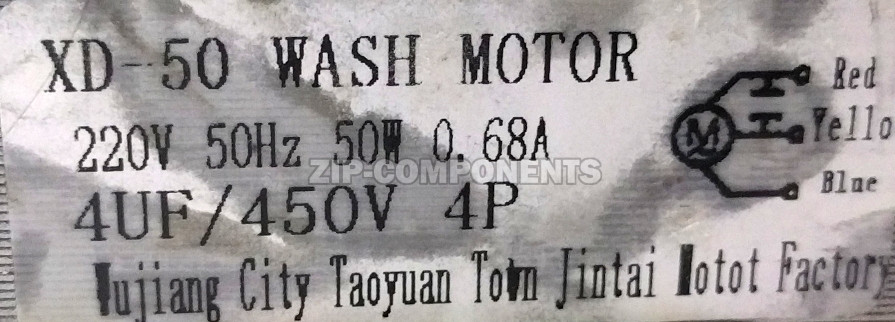 XD-50 WASH MOTOR
220V 50Hz 50W 0.68A
4UF/450V 4P
Wujiang City Taoyuan Town Jintai Motot Factory
M
Red
Yello
Blue
ZIP-COMPONENTS